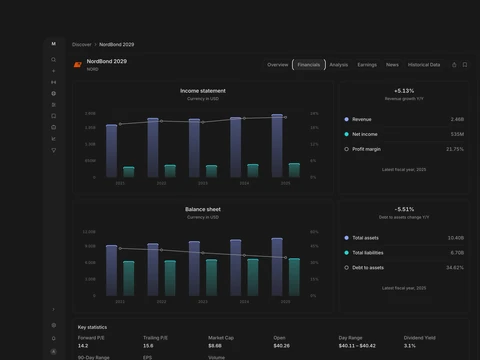 M
Discover > NordBond 2029
NordBond 2029
NORD
Overview
Financials
Analysis
Earnings
News
Historical Data
Income statement
Currency in USD
2021
2022
2023
2024
2025
+5.13%
Revenue growth Y/Y
Revenue 2.46B
Net income 535M
Profit margin 21.75%
Latest fiscal year, 2025
Balance sheet
Currency in USD
2021
2022
2023
2024
2025
-5.51%
Debt to assets change Y/Y
Total assets 10.40B
Total liabilities 8.70B
Debt to assets 34.62%
Latest fiscal year, 2025
Key statistics
Forward P/E
14.2
Trailing P/E
15.6
Market Cap
$8.68
Open
$40.26
Day Range
$40.11 – $40.42
Dividend Yield
3.1%
90-Day Range
EPS
Volume